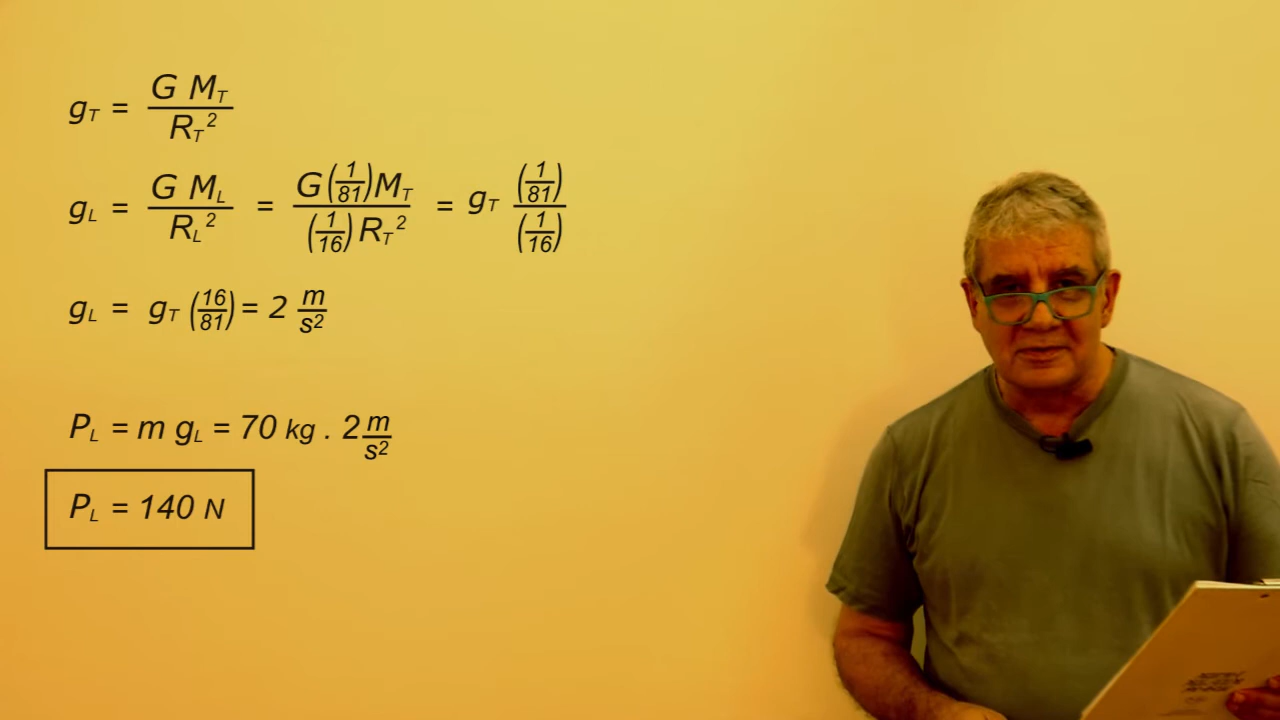 g_T = G M_T / R_T²
g_L = G M_L / R_L² = G (1/81) M_T / (1/16) R_T² = g_T (1/81) / (1/16)
g_L = g_T (16/81) = 2 m/s²
P_L = m g_L = 70 kg . 2 m/s²
P_L = 140 N